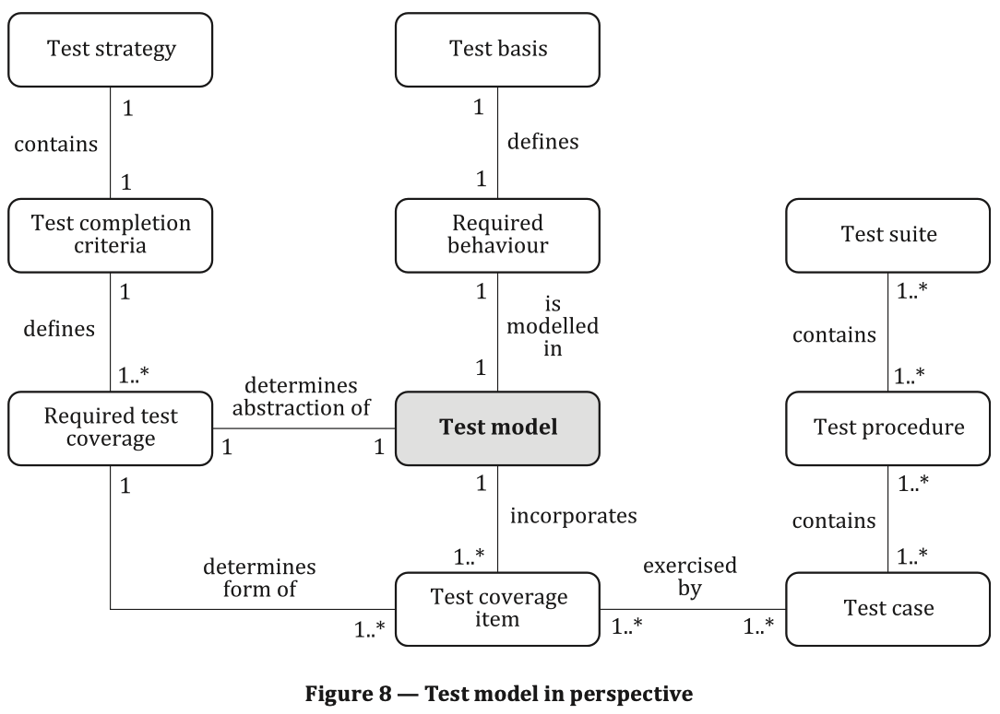 Test strategy
Test basis
1
1
contains
defines
1
1
Test completion
criteria
Required
behaviour
Test suite
1
1
1..*
is
modelled
in
defines
contains
1..*
1
1..*
determines
abstraction of
Required test
coverage
Test model
Test procedure
1
1
1
1
1..*
incorporates
contains
1..*
1..*
determines
form of
exercised
by
Test coverage
item
Test case
1..*
1..*
1..*
Figure 8 — Test model in perspective